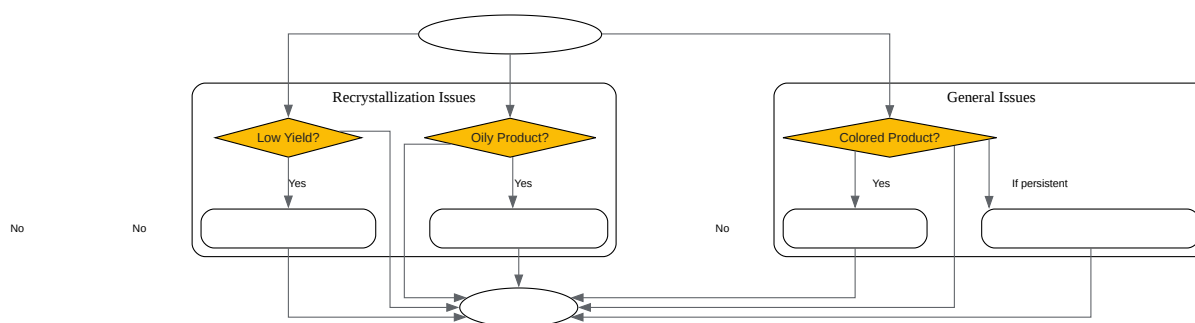 Recrystallization Issues
General Issues
Low Yield?
Oily Product?
Colored Product?
Yes
Yes
Yes
If persistent
No
No
No